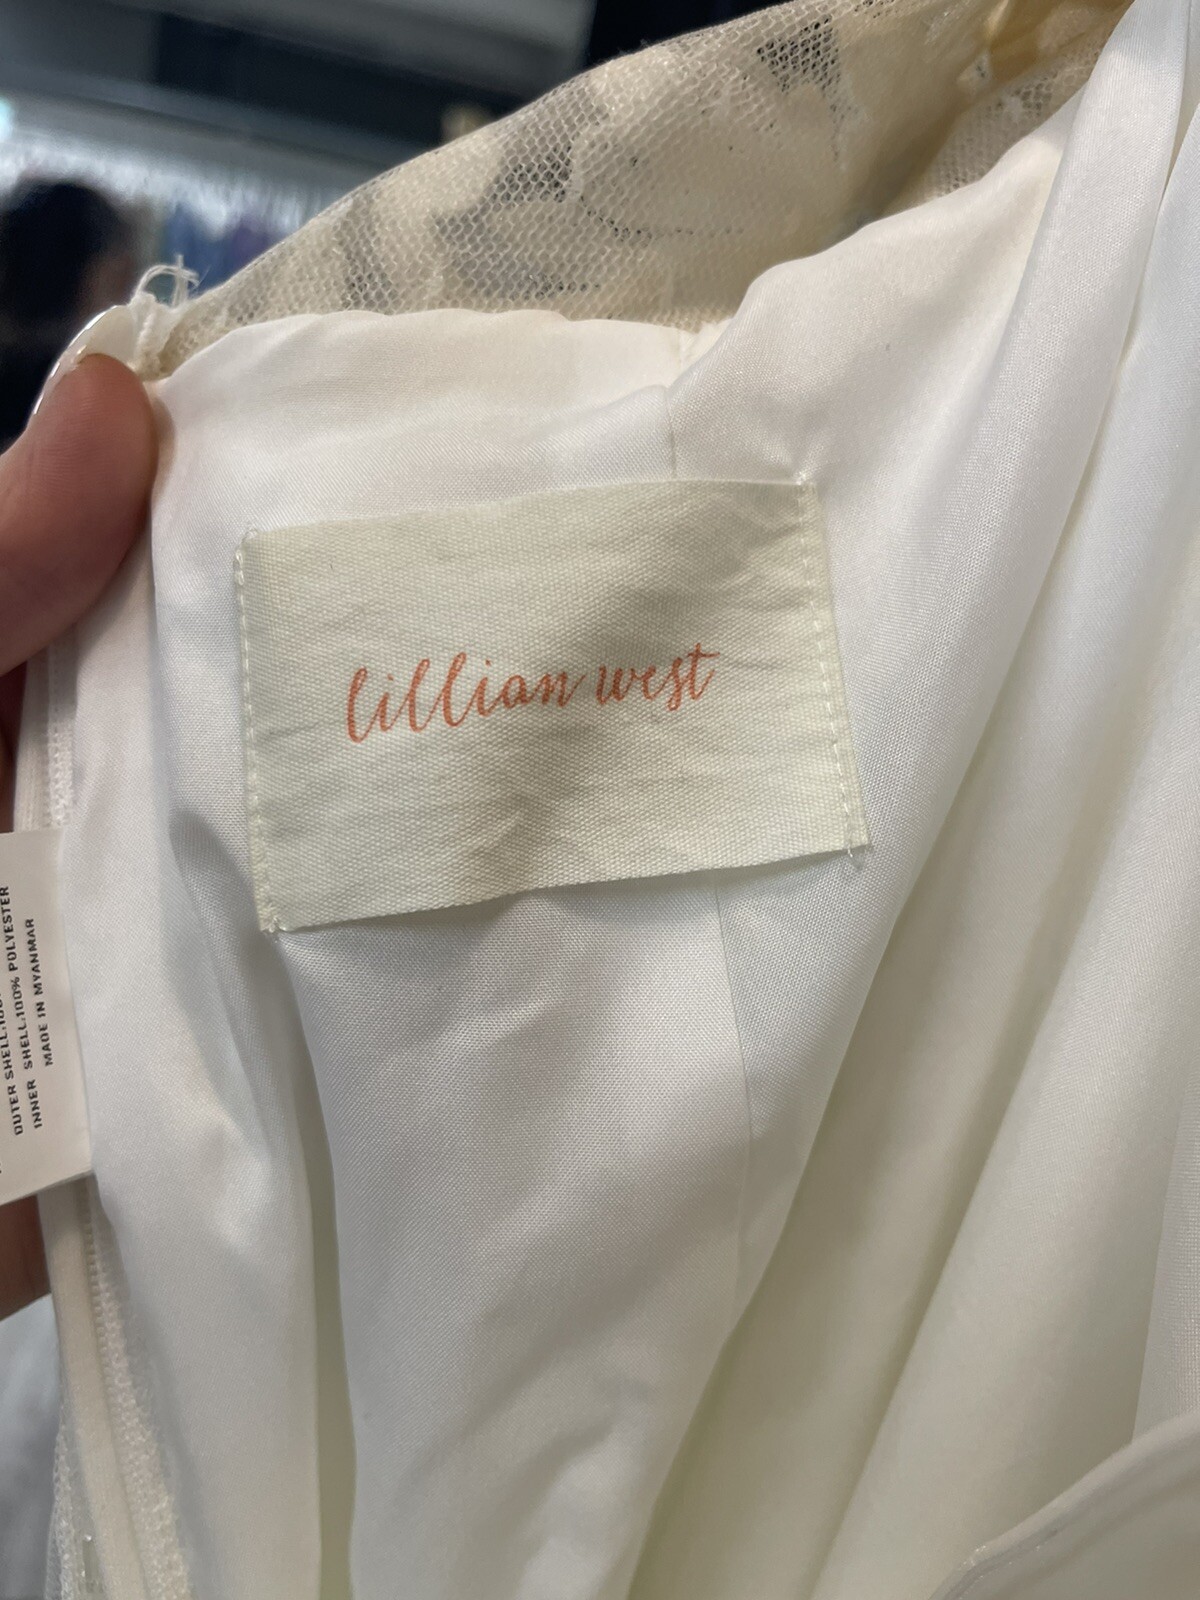 lillian west
OUTER SHELL:100%
INNER SHELL:100% POLYESTER
MADE IN MYANMAR